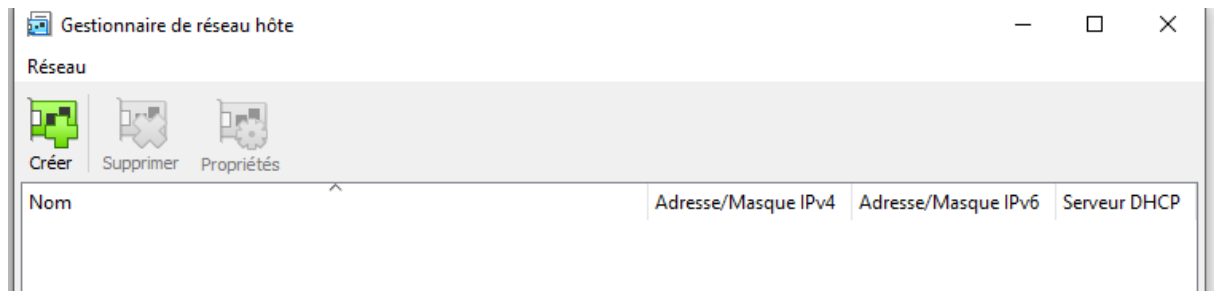 Gestionnaire de réseau hôte
Réseau
Créer Supprimer Propriétés
Nom Adresse/Masque IPv4 Adresse/Masque IPv6 Serveur DHCP